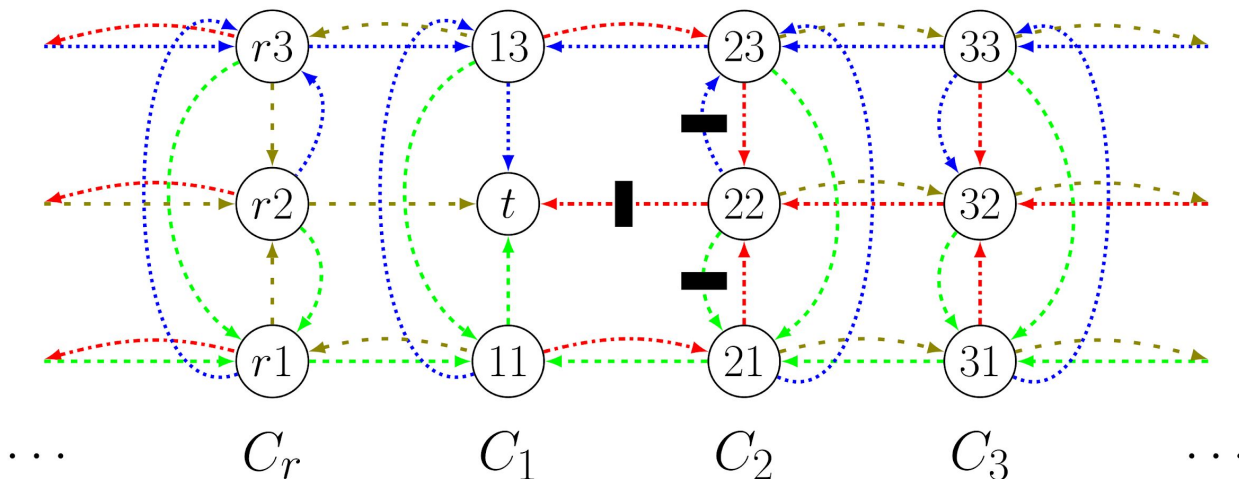 r3 13 23 33
r2 t 22 32
r1 11 21 31
⋯ C_r C_1 C_2 C_3 ⋯